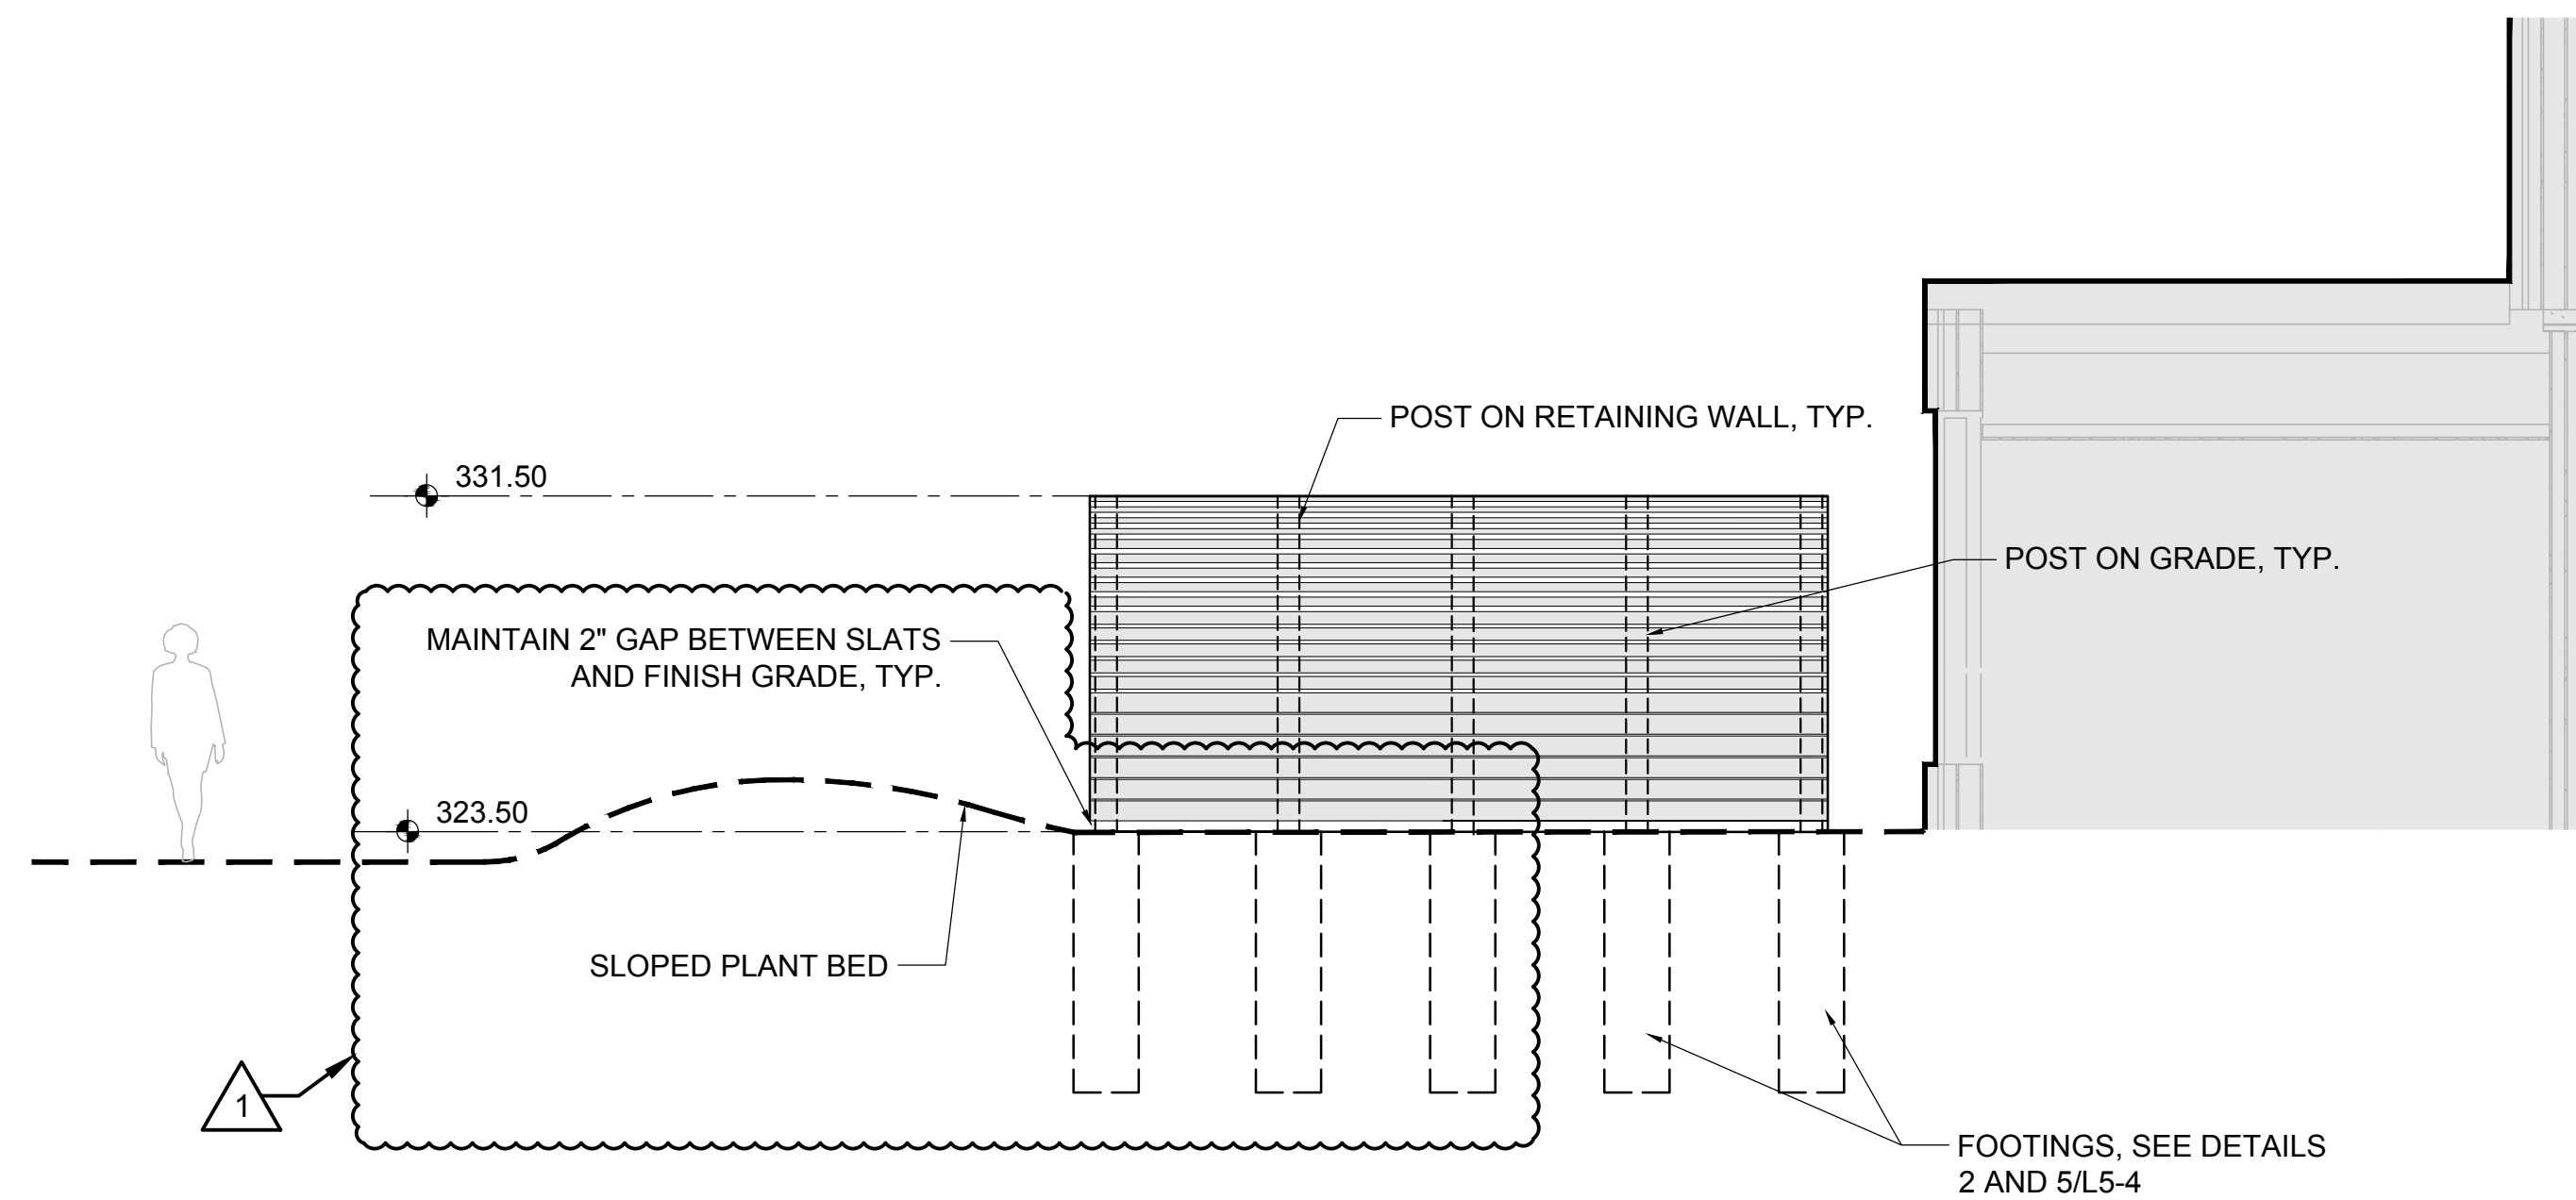 POST ON RETAINING WALL, TYP.
331.50
POST ON GRADE, TYP.
MAINTAIN 2" GAP BETWEEN SLATS
AND FINISH GRADE, TYP.
323.50
SLOPED PLANT BED
1
FOOTINGS, SEE DETAILS
2 AND 5/L5-4